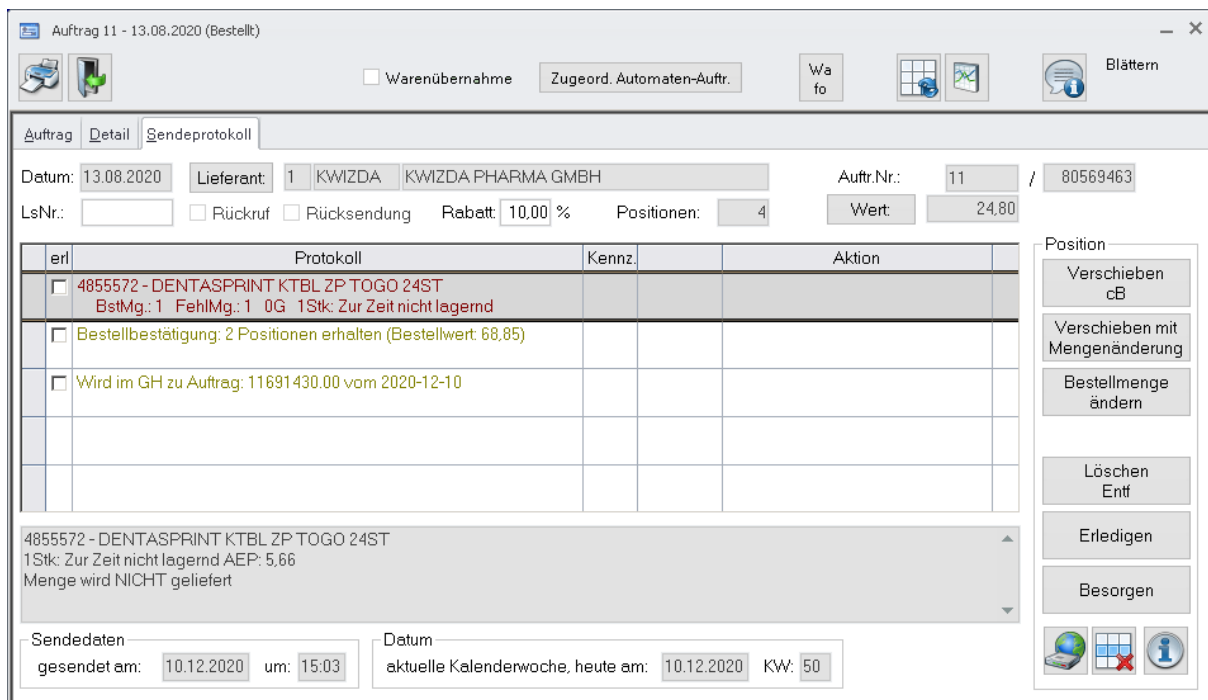 Auftrag 11 - 13.08.2020 (Bestellt)
Warenübernahme Zugeord. Automaten-Auftr. Wa Blättern
fo
Auftrag Detail Sendeprotokoll
Datum: 13.08.2020 Lieferant: 1 KWIZDA KWIZDA PHARMA GMBH Auftr.Nr.: 11 / 80569463
LsNr.: Rückruf Rücksendung Rabatt: 10,00 % Positionen: 4 Wert: 24,80
erl Protokoll Kennz. Aktion
4855572 - DENTASPRINT KTBL ZP TOGO 24ST
BstMg.: 1 FehlMg.: 1 0G 1Stk: Zur Zeit nicht lagernd
Bestellbestätigung: 2 Positionen erhalten (Bestellwert: 68,85)
Wird im GH zu Auftrag: 11691430.00 vom 2020-12-10
Position
Verschieben
cB
Verschieben mit
Mengenänderung
Bestellmenge
ändern
Löschen
Entf
Erledigen
Besorgen
4855572 - DENTASPRINT KTBL ZP TOGO 24ST
1Stk: Zur Zeit nicht lagernd AEP: 5,66
Menge wird NICHT geliefert
Sendedaten
gesendet am: 10.12.2020 um: 15:03
Datum
aktuelle Kalenderwoche, heute am: 10.12.2020 KW: 50